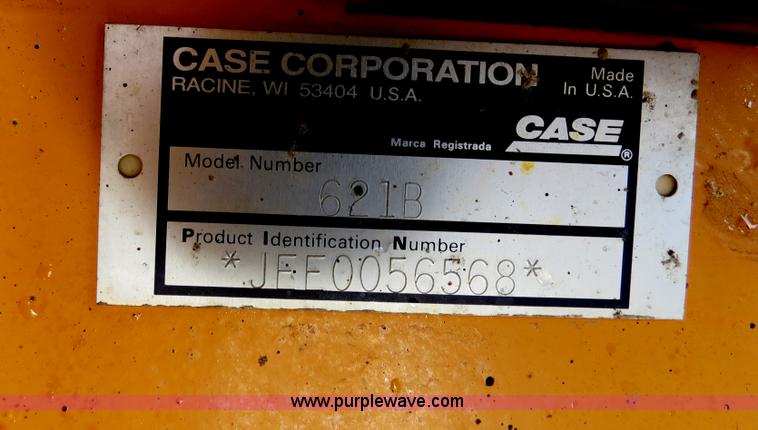 CASE CORPORATION
RACINE, WI 53404 U.S.A.
Made
In U.S.A.
Marca Registrada
CASE®
Model Number
621B
Product Identification Number
*JEE0056568*
www.purplewave.com